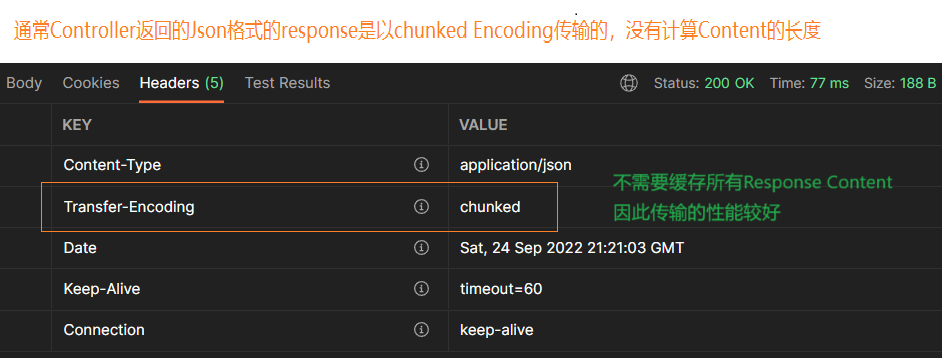 通常Controller返回的Json格式的response是以chunked Encoding传输的，没有计算Content的长度
Body Cookies Headers (5) Test Results Status: 200 OK Time: 77 ms Size: 188 B
KEY VALUE
Content-Type application/json
不需要缓存所有Response Content
Transfer-Encoding chunked
因此传输的性能较好
Date Sat, 24 Sep 2022 21:21:03 GMT
Keep-Alive timeout=60
Connection keep-alive